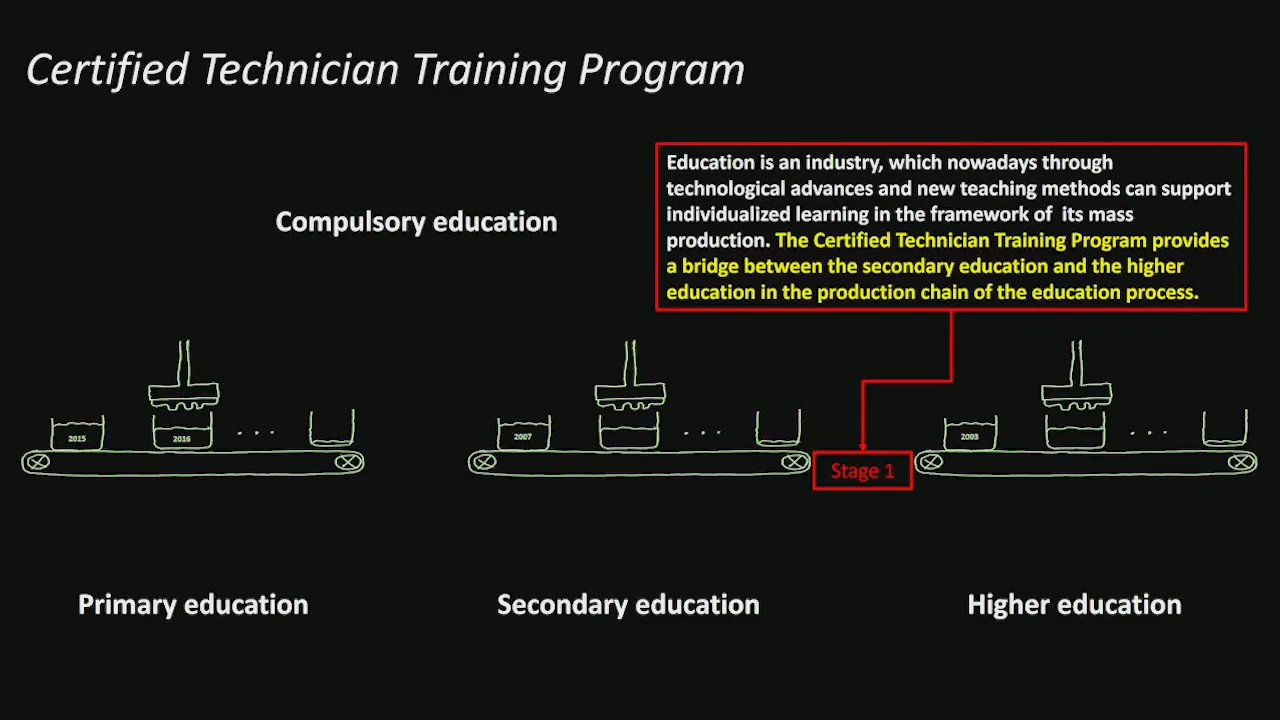 Certified Technician Training Program
Compulsory education
Education is an industry, which nowadays through
technological advances and new teaching methods can support
individualized learning in the framework of its mass
production. The Certified Technician Training Program provides
a bridge between the secondary education and the higher
education in the production chain of the education process.
2015
2016
. . .
2007
. . .
Stage 1
2003
. . .
Primary education
Secondary education
Higher education